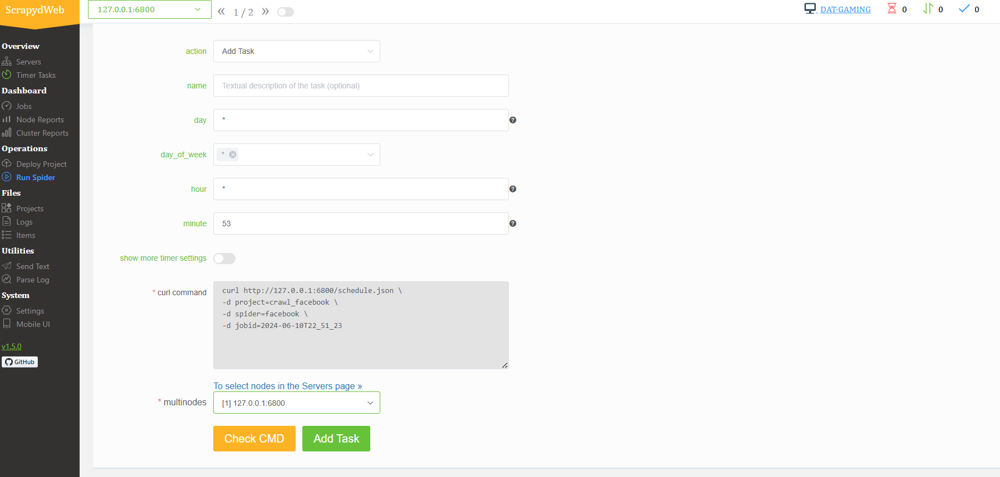 ScrapydWeb
127.0.0.1:6800
« 1 / 2 »
DAT-GAMING
0
0
0
Overview
Servers
Timer Tasks
Dashboard
Jobs
Node Reports
Cluster Reports
Operations
Deploy Project
Run Spider
Files
Projects
Logs
Items
Utilities
Send Text
Parse Log
System
Settings
Mobile UI
v1.5.0
GitHub
action
Add Task
name
Textual description of the task (optional)
day
*
?
day_of_week
*
hour
*
?
minute
53
?
show more timer settings
* curl command
curl http://127.0.0.1:6800/schedule.json \
-d project=crawl_facebook \
-d spider=facebook \
-d jobid=2024-06-10T22_51_23
To select nodes in the Servers page »
* multinodes
[1] 127.0.0.1:6800
Check CMD
Add Task